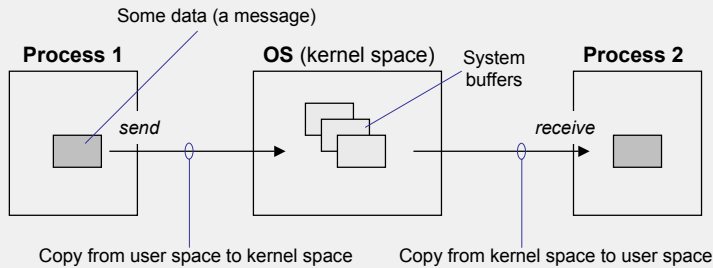 Some data (a message)
Process 1
OS (kernel space)
Process 2
System
buffers
send
receive
Copy from user space to kernel space
Copy from kernel space to user space